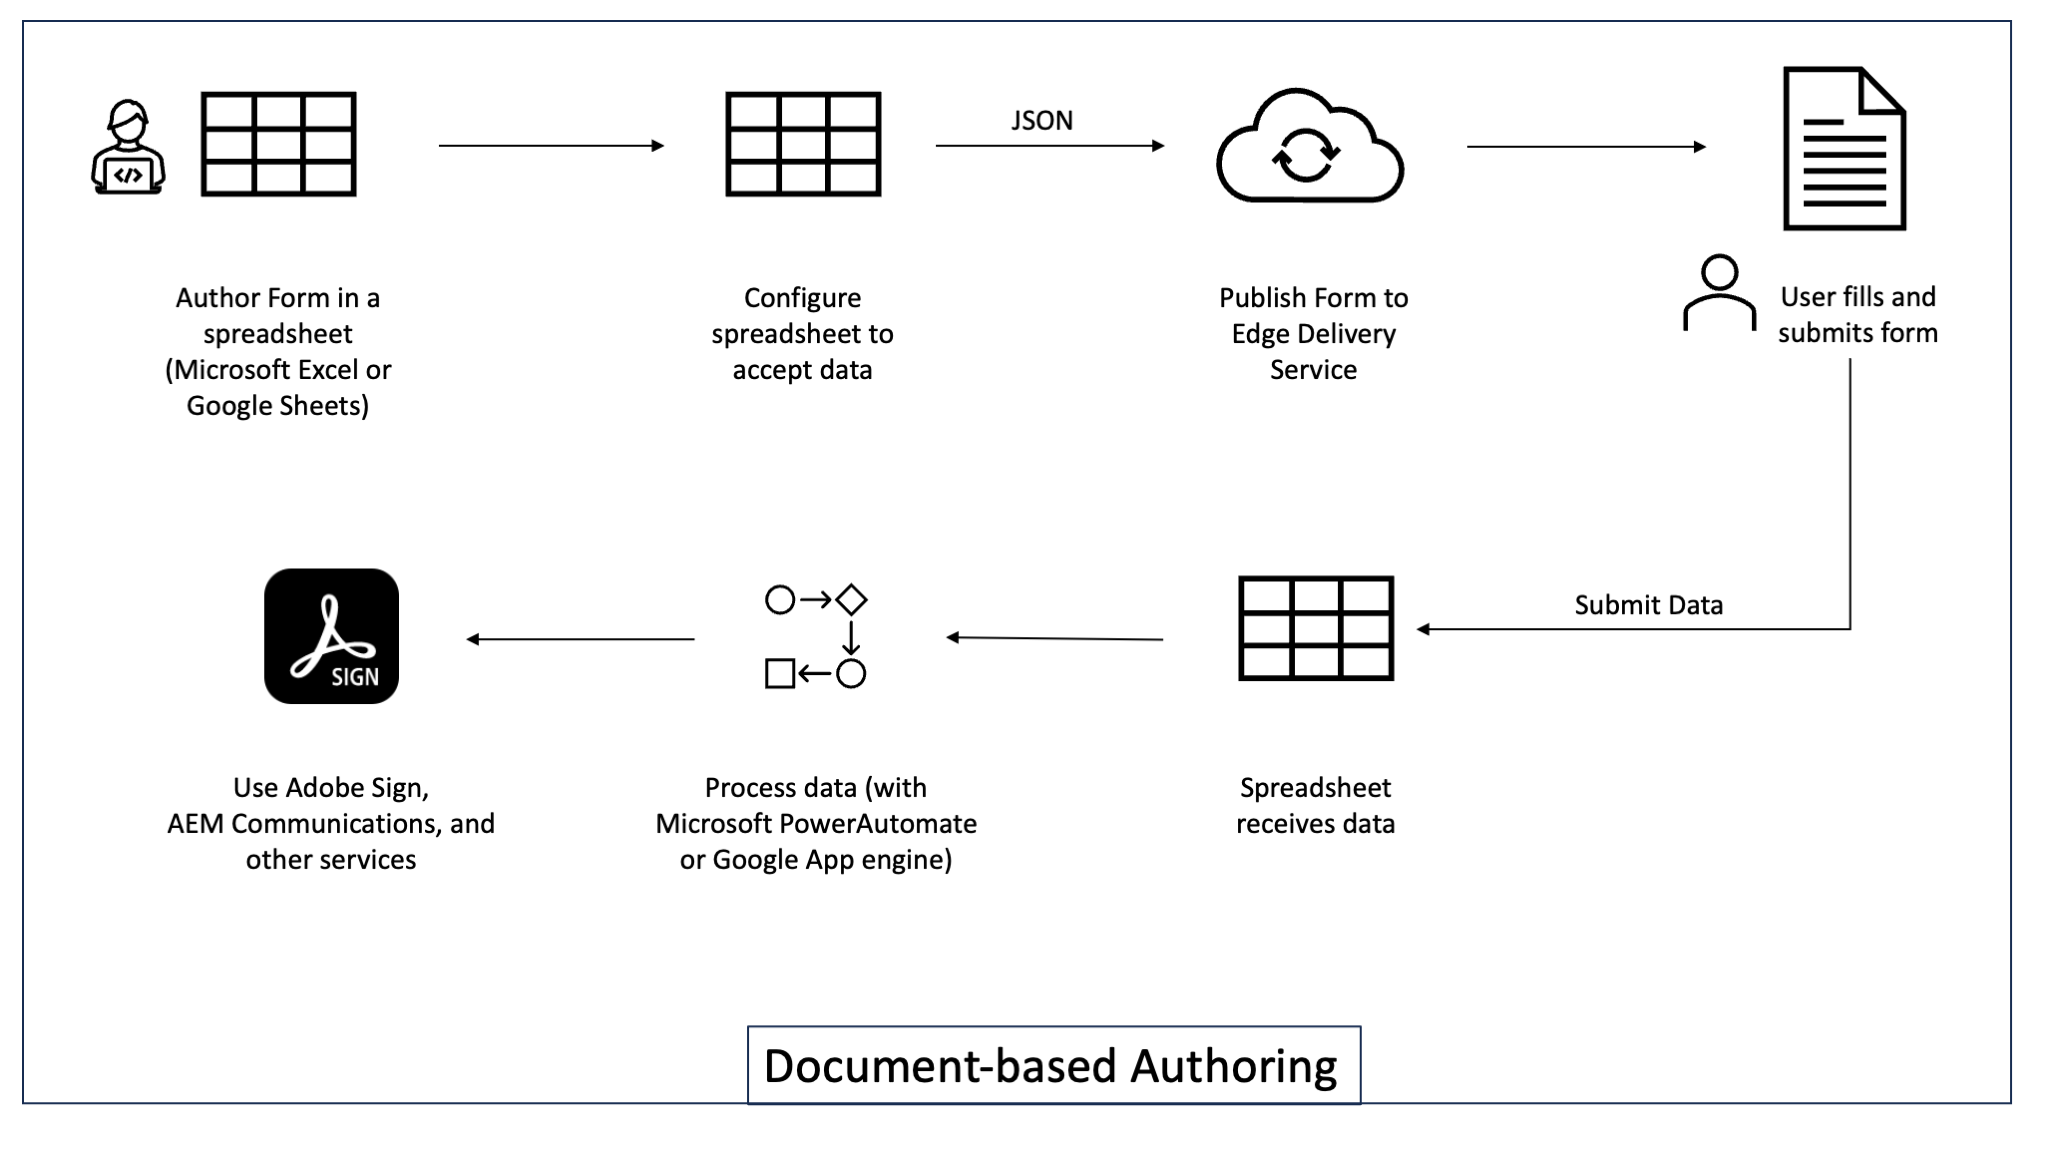 Author Form in a
spreadsheet
(Microsoft Excel or
Google Sheets)
Configure
spreadsheet to
accept data
JSON
Publish Form to
Edge Delivery
Service
User fills and
submits form
Submit Data
Spreadsheet
receives data
Process data (with
Microsoft PowerAutomate
or Google App engine)
SIGN
Use Adobe Sign,
AEM Communications, and
other services
Document-based Authoring